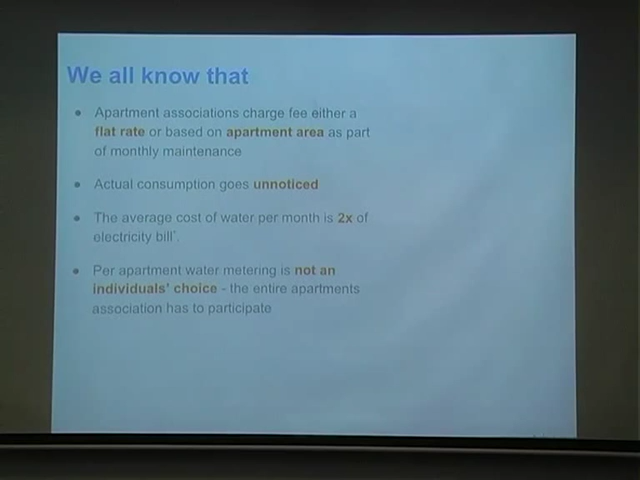 We all know that
Apartment associations charge fee either a
flat rate or based on apartment area as part
of monthly maintenance
Actual consumption goes unnoticed
The average cost of water per month is 2x of
electricity bill*.
Per apartment water metering is not an
individuals' choice - the entire apartments
association has to participate